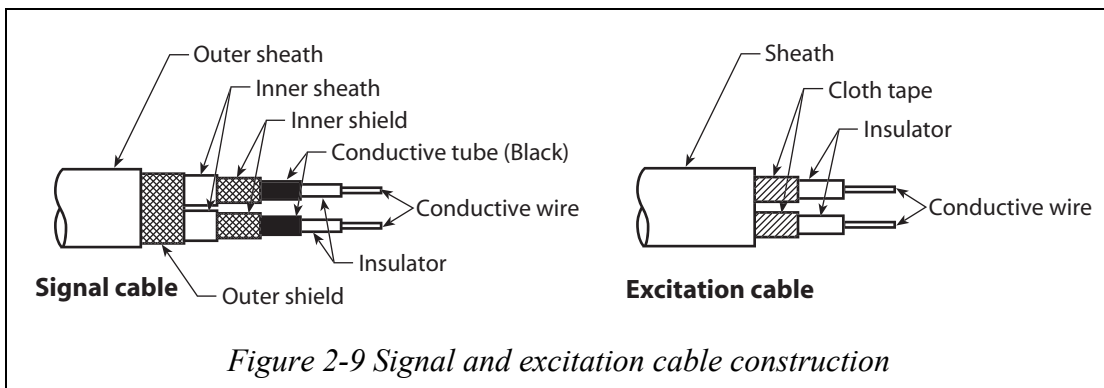 Outer sheath
Inner sheath
Inner shield
Conductive tube (Black)
Conductive wire
Insulator
Signal cable
Outer shield
Sheath
Cloth tape
Insulator
Conductive wire
Excitation cable
Figure 2-9 Signal and excitation cable construction